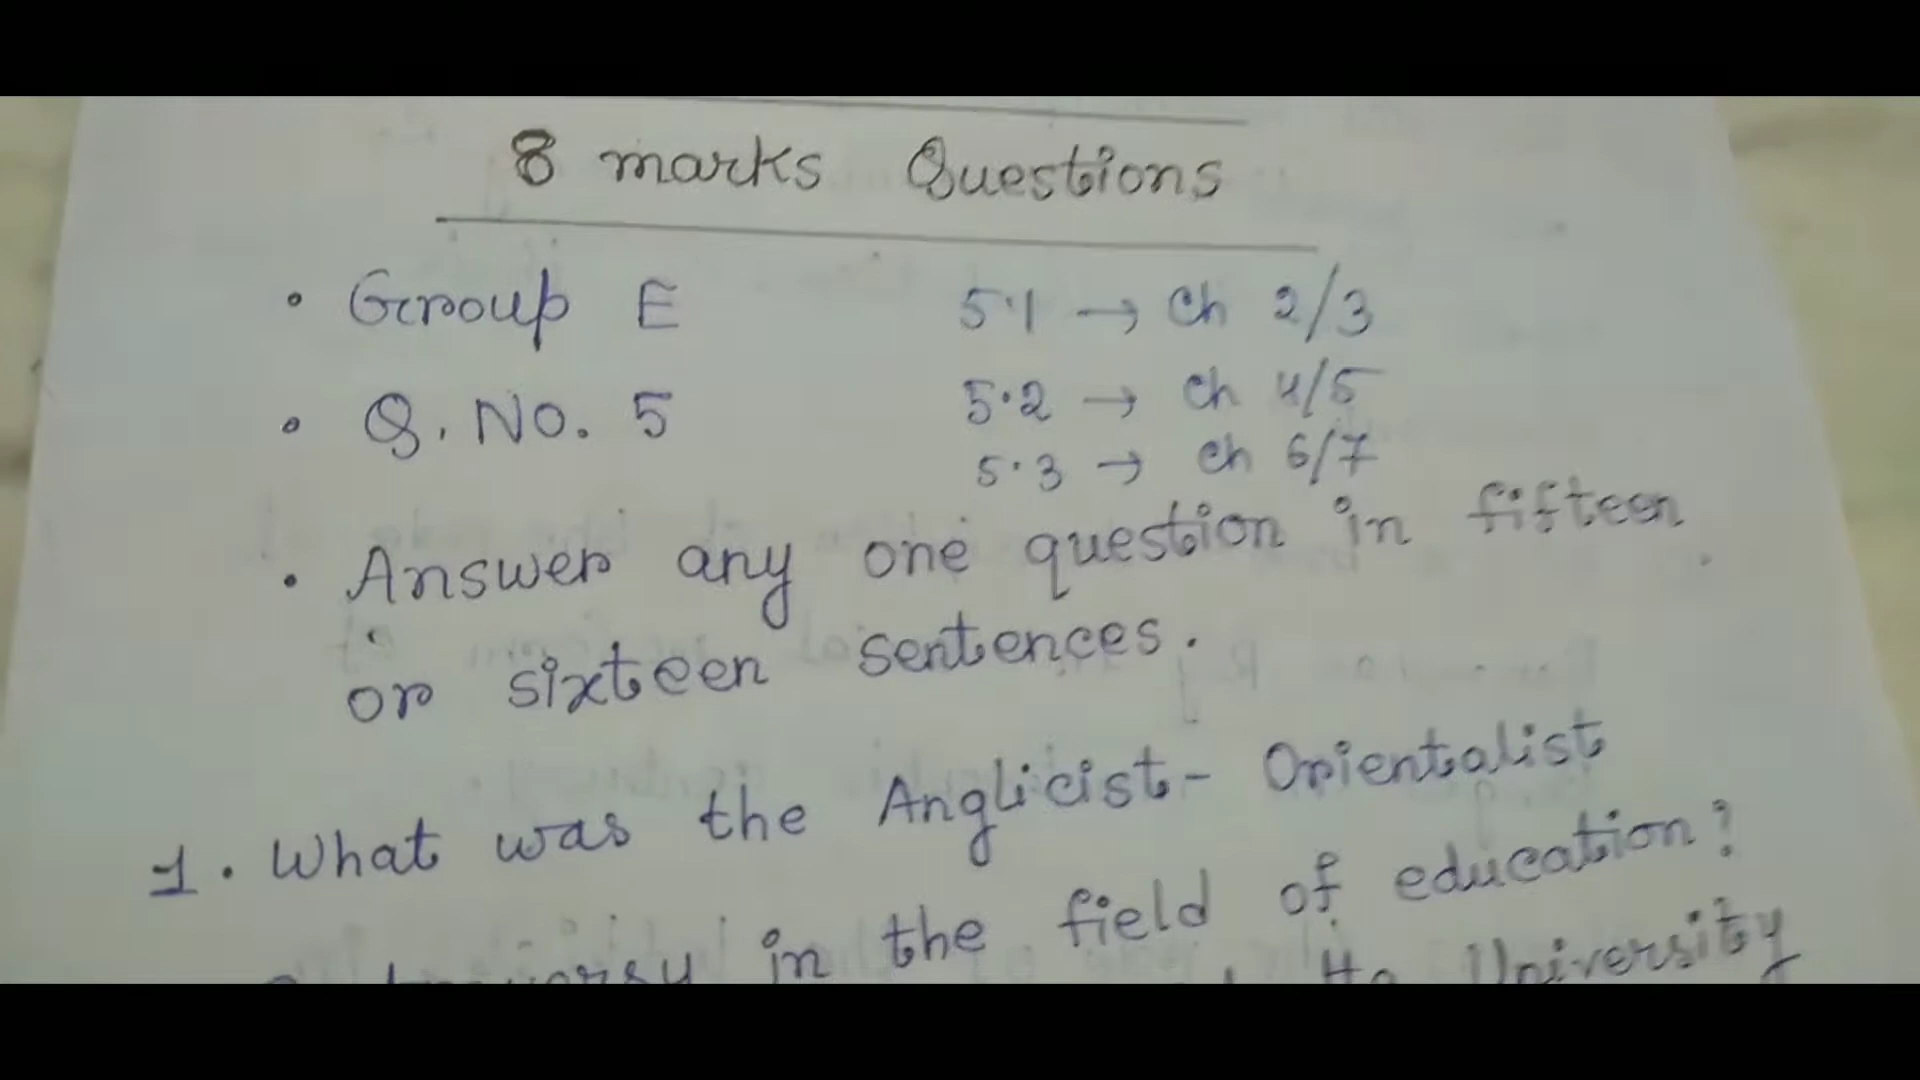 8 marks Questions
• Group E 5.1 → Ch 2/3
• Q. No. 5 5.2 → Ch 4/5
5.3 → Ch 6/7
• Answer any one question in fifteen
or sixteen sentences.
1. What was the Anglicist- Orientalist
in the field of education?
University